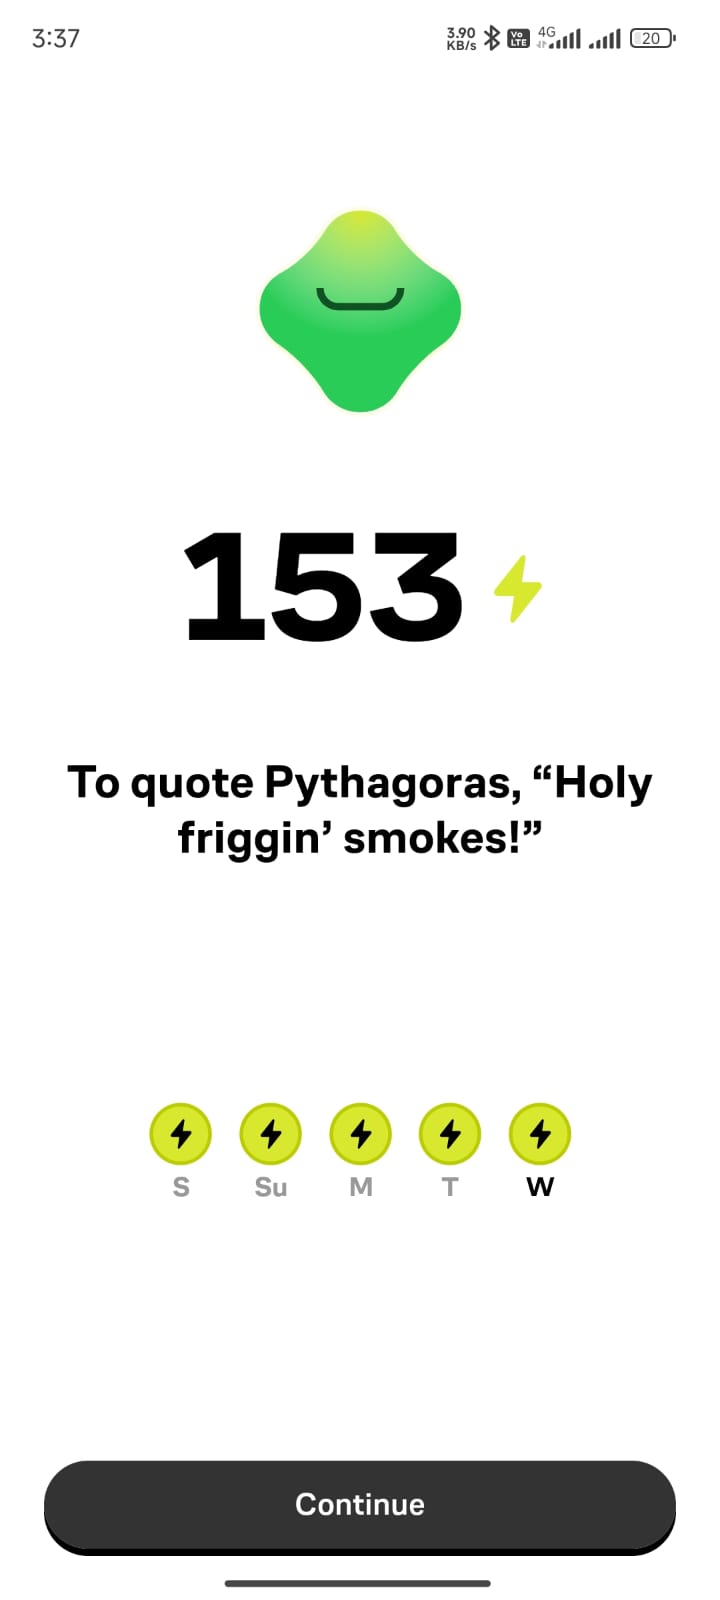 3:37
3.90
KB/s
Vo
LTE
4G
20
153
To quote Pythagoras, “Holy
friggin’ smokes!”
S Su M T W
Continue